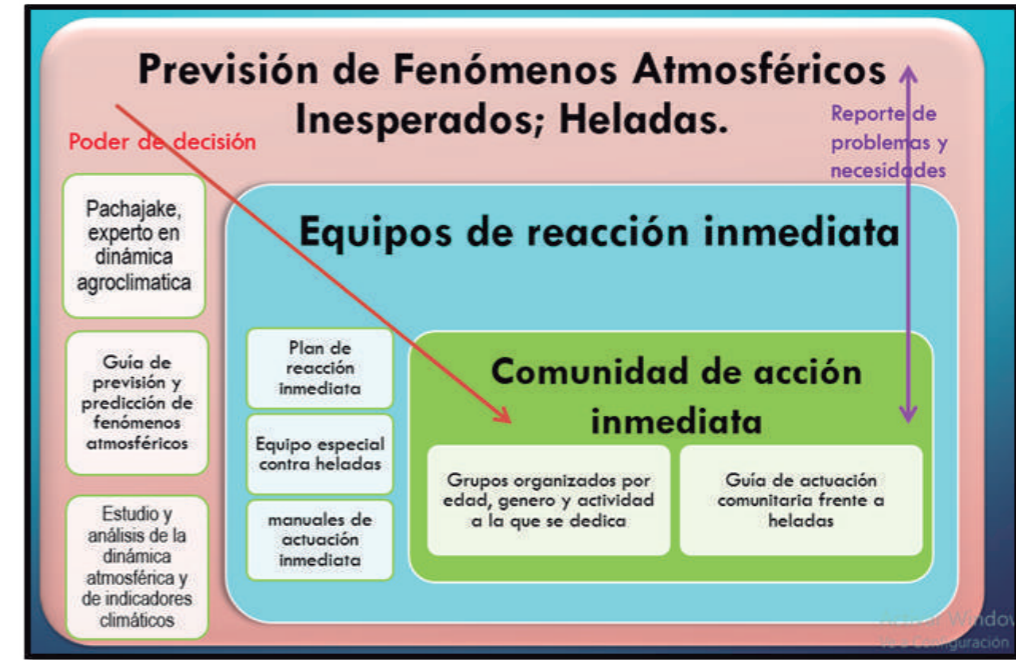 Previsión de Fenómenos Atmosféricos
Inesperados; Heladas.
Poder de decisión
Reporte de
problemas y
necesidades
Pachajake,
experto en
dinámica
agroclimatica
Guía de
previsión y
predicción de
fenómenos
atmosféricos
Estudio y
análisis de la
dinámica
atmosférica y
de indicadores
climáticos
Equipos de reacción inmediata
Plan de
reacción
inmediata
Equipo especial
contra heladas
manuales de
actuación
inmediata
Comunidad de acción
inmediata
Grupos organizados por
edad, genero y actividad
a la que se dedica
Guía de actuación
comunitaria frente a
heladas